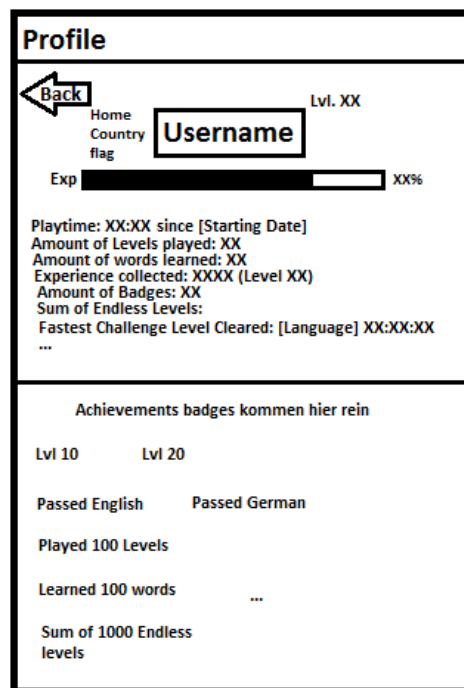 Profile
Back
Lvl. XX
Home
Country
flag
Username
Exp
XX%
Playtime: XX:XX since [Starting Date]
Amount of Levels played: XX
Amount of words learned: XX
Experience collected: XXXX (Level XX)
Amount of Badges: XX
Sum of Endless Levels:
Fastest Challenge Level Cleared: [Language] XX:XX:XX
...
Achievements badges kommen hier rein
Lvl 10 Lvl 20
Passed English Passed German
Played 100 Levels
Learned 100 words ...
Sum of 1000 Endless
levels